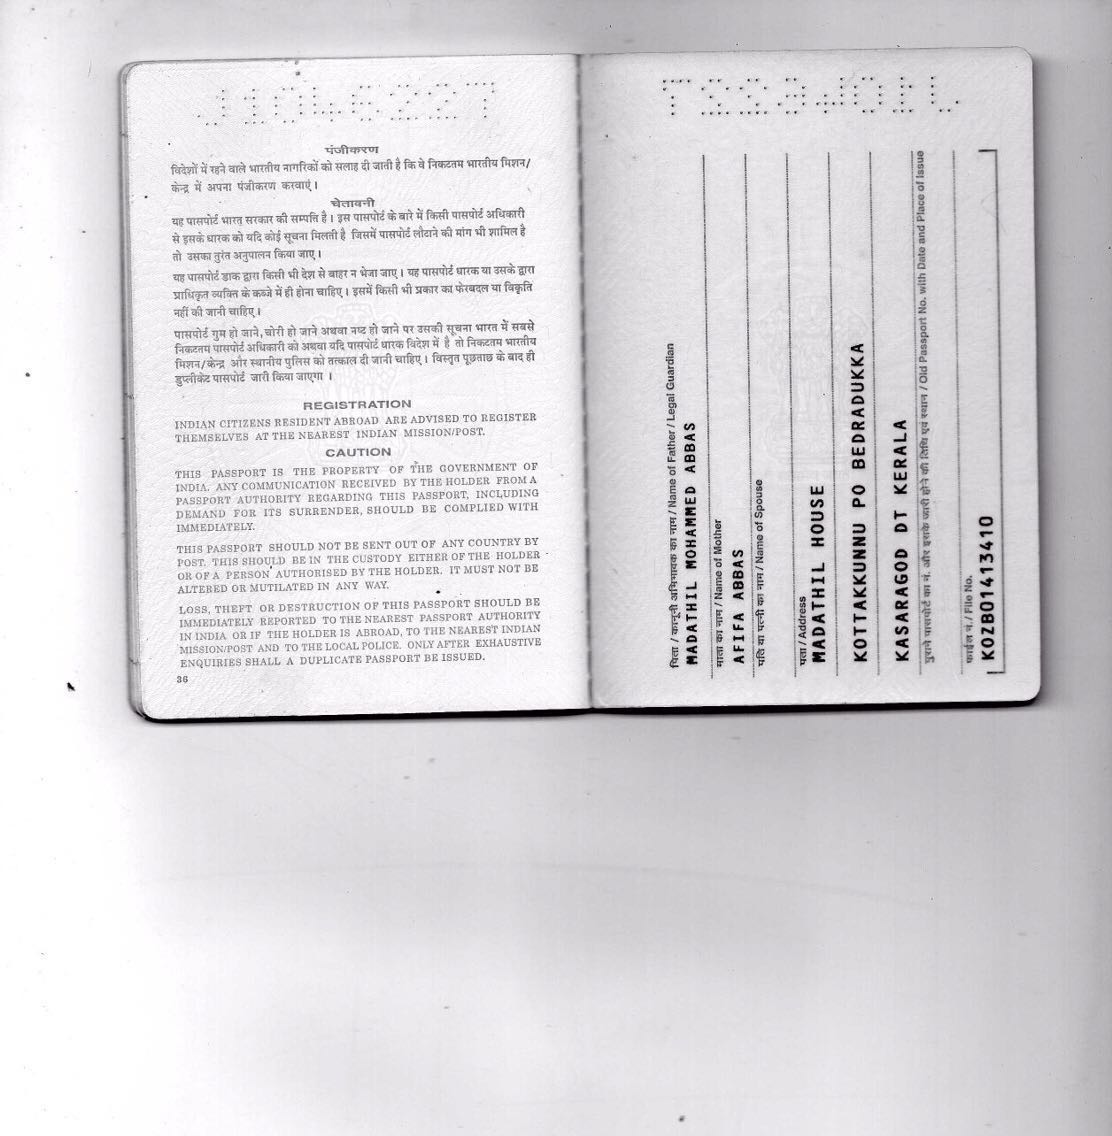 J1046227
पंजीकरण
विदेशों में रहने वाले भारतीय नागरिकों को सलाह दी जाती है कि वे निकटतम भारतीय मिशन/
केन्द्र में अपना पंजीकरण करवाएं ।
चेतावनी
यह पासपोर्ट भारत सरकार की सम्पत्ति है । इस पासपोर्ट के बारे में किसी पासपोर्ट अधिकारी
से इसके धारक को यदि कोई सूचना मिलती है जिसमें पासपोर्ट लौटाने की मांग भी शामिल है
तो उसका तुरंत अनुपालन किया जाए ।
यह पासपोर्ट डाक द्वारा किसी भी देश से बाहर न भेजा जाए । यह पासपोर्ट धारक या उसके द्वारा
प्राधिकृत व्यक्ति के कब्जे में ही होना चाहिए । इसमें किसी भी प्रकार का फेरबदल या विकृति
नहीं की जानी चाहिए ।
पासपोर्ट गुम हो जाने, चोरी हो जाने अथवा नष्ट हो जाने पर उसकी सूचना भारत में सबसे
निकटतम पासपोर्ट अधिकारी को अथवा यदि पासपोर्ट धारक विदेश में है तो निकटतम भारतीय
मिशन/केन्द्र और स्थानीय पुलिस को तत्काल दी जानी चाहिए । विस्तृत पूछताछ के बाद ही
डुप्लीकेट पासपोर्ट जारी किया जाएगा ।
REGISTRATION
INDIAN CITIZENS RESIDENT ABROAD ARE ADVISED TO REGISTER
THEMSELVES AT THE NEAREST INDIAN MISSION/POST.
CAUTION
THIS PASSPORT IS THE PROPERTY OF THE GOVERNMENT OF
INDIA. ANY COMMUNICATION RECEIVED BY THE HOLDER FROM A
PASSPORT AUTHORITY REGARDING THIS PASSPORT, INCLUDING
DEMAND FOR ITS SURRENDER, SHOULD BE COMPLIED WITH
IMMEDIATELY.
THIS PASSPORT SHOULD NOT BE SENT OUT OF ANY COUNTRY BY
POST. THIS SHOULD BE IN THE CUSTODY EITHER OF THE HOLDER
OR OF A PERSON AUTHORISED BY THE HOLDER. IT MUST NOT BE
ALTERED OR MUTILATED IN ANY WAY.
LOSS, THEFT OR DESTRUCTION OF THIS PASSPORT SHOULD BE
IMMEDIATELY REPORTED TO THE NEAREST PASSPORT AUTHORITY
IN INDIA OR IF THE HOLDER IS ABROAD, TO THE NEAREST INDIAN
MISSION/POST AND TO THE LOCAL POLICE. ONLY AFTER EXHAUSTIVE
ENQUIRIES SHALL A DUPLICATE PASSPORT BE ISSUED.
36
पिता / कानूनी अभिभावक का नाम / Name of Father / Legal Guardian
MADATHIL MOHAMMED ABBAS
माता का नाम / Name of Mother
AFIFA ABBAS
पति या पत्नी का नाम / Name of Spouse
पता / Address
MADATHIL HOUSE
KOTTAKKUNNU PO BEDRADUKKA
KASARAGOD DT KERALA
पुराने पासपोर्ट का नं. और इसके जारी होने की तिथि एवं स्थान / Old Passport No. with Date and Place of Issue
फाईल नं. / File No.
KOZB01413410